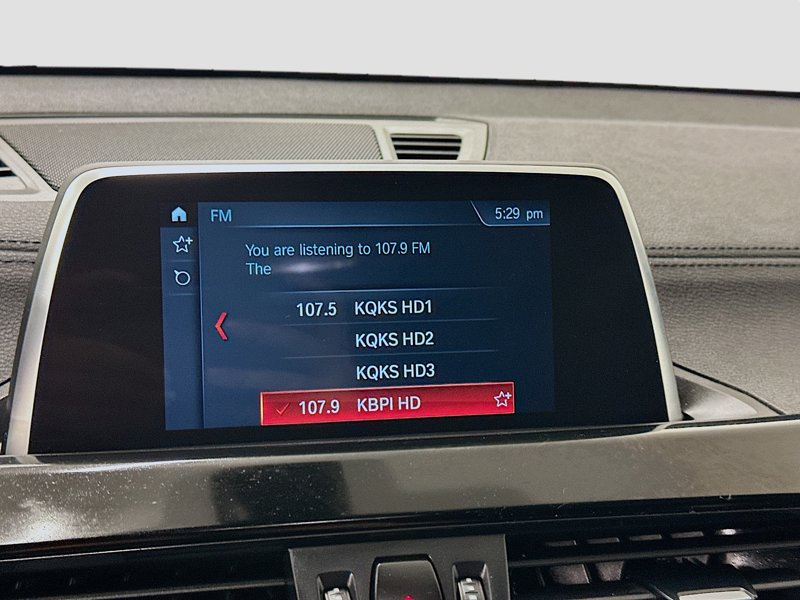 FM
5:29 pm
You are listening to 107.9 FM
The
107.5 KQKS HD1
KQKS HD2
KQKS HD3
107.9 KBPI HD